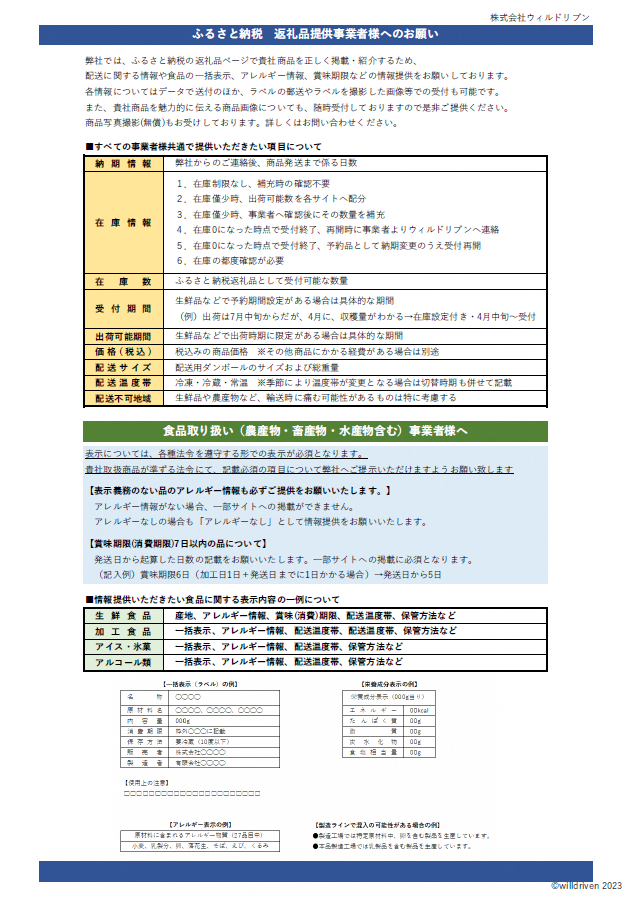 株式会社ウィルドリブン
ふるさと納税 返礼品提供事業者様へのお願い
弊社では、ふるさと納税の返礼品ページで貴社商品を正しく掲載・紹介するため、
配送に関する情報や食品の一括表示、アレルギー情報、賞味期限などの情報提供をお願いしております。
各情報についてはデータで送付のほか、ラベルの郵送やラベルを撮影した画像等での受付も可能です。
また、貴社商品を魅力的に伝える商品画像についても、随時受付しておりますので是非ご提供ください。
商品写真撮影(無償)もお受けしております。詳しくはお問い合わせください。
■すべての事業者様共通で提供いただきたい項目について
納期情報 弊社からのご連絡後、商品発送まで係る日数
在庫情報
1．在庫制限なし、補充時の確認不要
2．在庫僅少時、出荷可能数を各サイトへ配分
3．在庫僅少時、事業者へ確認後にその数量を補充
4．在庫0になった時点で受付終了、再開時に事業者よりウィルドリブンへ連絡
5．在庫0になった時点で受付終了、予約品として納期変更のうえ受付再開
6．在庫の都度確認が必要
在庫数 ふるさと納税返礼品として受付可能な数量
受付期間 生鮮品などで予約期間設定がある場合は具体的な期間
（例）出荷は7月中旬からだが、4月に、収穫量がわかる→在庫設定付き・4月中旬～受付
出荷可能期間 生鮮品などで出荷時期に限定がある場合は具体的な期間
価格(税込) 税込みの商品価格 ※その他商品にかかる経費がある場合は別途
配送サイズ 配送用ダンボールのサイズおよび総重量
配送温度帯 冷凍・冷蔵・常温 ※季節により温度帯が変更となる場合は切替時期も併せて記載
配送不可地域 生鮮品や農産物など、輸送時に痛む可能性があるものは特に考慮する
食品取り扱い（農産物・畜産物・水産物含む）事業者様へ
表示については、各種法令を遵守する形での表示が必須となります。
貴社取扱商品が準ずる法令にて、記載必須の項目について弊社へご提示いただけますようお願い致します
【表示義務のない品のアレルギー情報も必ずご提供をお願いいたします。】
アレルギー情報がない場合、一部サイトへの掲載ができません。
アレルギーなしの場合も「アレルギーなし」として情報提供をお願いいたします。
【賞味期限(消費期限)7日以内の品について】
発送日から起算した日数の記載をお願いいたします。一部サイトへの掲載に必須となります。
（記入例）賞味期限6日（加工日1日＋発送日までに1日かかる場合）→発送日から5日
■情報提供いただきたい食品に関する表示内容の一例について
生鮮食品 産地、アレルギー情報、賞味(消費)期限、配送温度帯、保管方法など
加工食品 一括表示、アレルギー情報、配送温度帯、配送温度帯、保管方法など
アイス・氷菓 一括表示、アレルギー情報、配送温度帯、保管方法など
アルコール類 一括表示、アレルギー情報、配送温度帯、保管方法など
【一括表示（ラベル）の例】
名物 〇〇〇〇
原材料名 〇〇〇〇、〇〇〇〇、〇〇〇〇
内容量 000g
消費期限 枠外〇〇〇に記載
保存方法 要冷蔵（10度以下）
販売者 株式会社〇〇〇〇
製造者 有限会社〇〇〇〇
【使用上の注意】
□□□□□□□□□□□□□□□□□□□□□□
【栄養成分表示の例】
栄養成分表示（000g当り）
エネルギー 00kcal
たんぱく質 00g
脂質 00g
炭水化物 00g
食塩相当量 00g
【アレルギー表示の例】
原材料に含まれるアレルギー物質（27品目中）
小麦、乳製分、卵、落花生、そば、えび、くるみ
【製造ラインで混入の可能性がある場合の例】
●製造工場では特定原材料中、卵を含む製品を生産しています。
●本品製造工場では乳製品を含む製品を生産しています。
©willdriven 2023